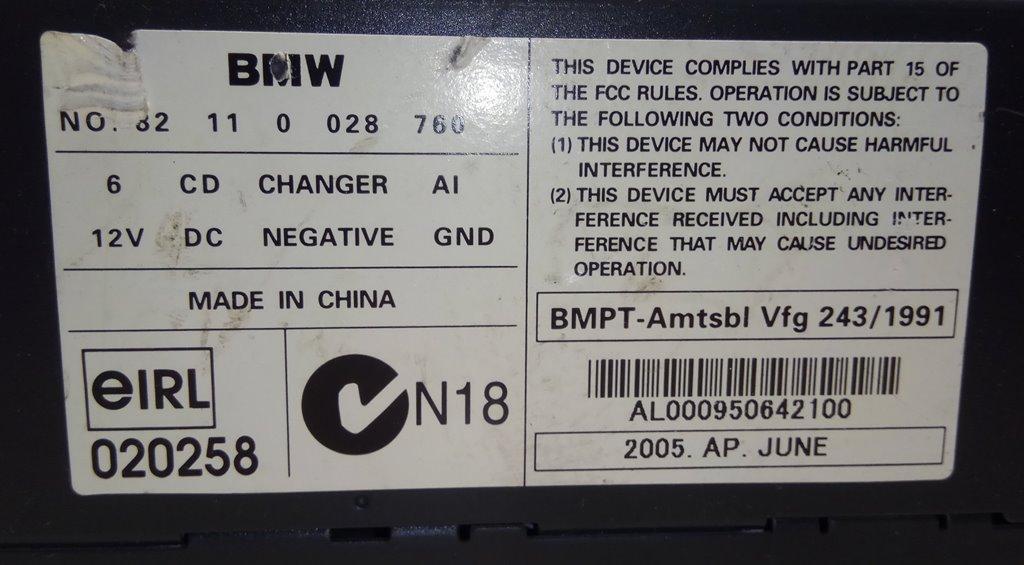 BMW
NO. 82 11 0 028 760
6 CD CHANGER AI
12V DC NEGATIVE GND
MADE IN CHINA
eIRL
020258
N18
THIS DEVICE COMPLIES WITH PART 15 OF
THE FCC RULES. OPERATION IS SUBJECT TO
THE FOLLOWING TWO CONDITIONS:
(1) THIS DEVICE MAY NOT CAUSE HARMFUL
INTERFERENCE.
(2) THIS DEVICE MUST ACCEPT ANY INTER-
FERENCE RECEIVED INCLUDING INTER-
FERENCE THAT MAY CAUSE UNDESIRED
OPERATION.
BMPT-Amtsbl Vfg 243/1991
AL000950642100
2005. AP. JUNE